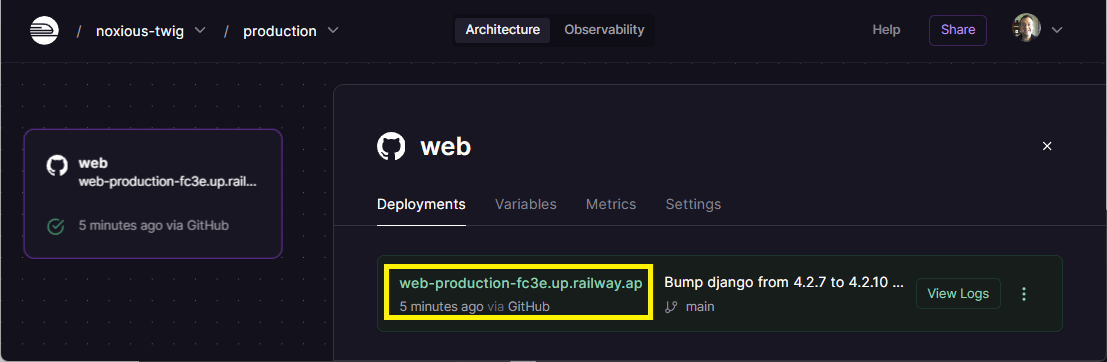 / noxious-twig / production Architecture Observability Help Share
web
web-production-fc3e.up.rail...
5 minutes ago via GitHub
web
Deployments Variables Metrics Settings
web-production-fc3e.up.railway.ap
5 minutes ago via GitHub
Bump django from 4.2.7 to 4.2.10 ...
main
View Logs